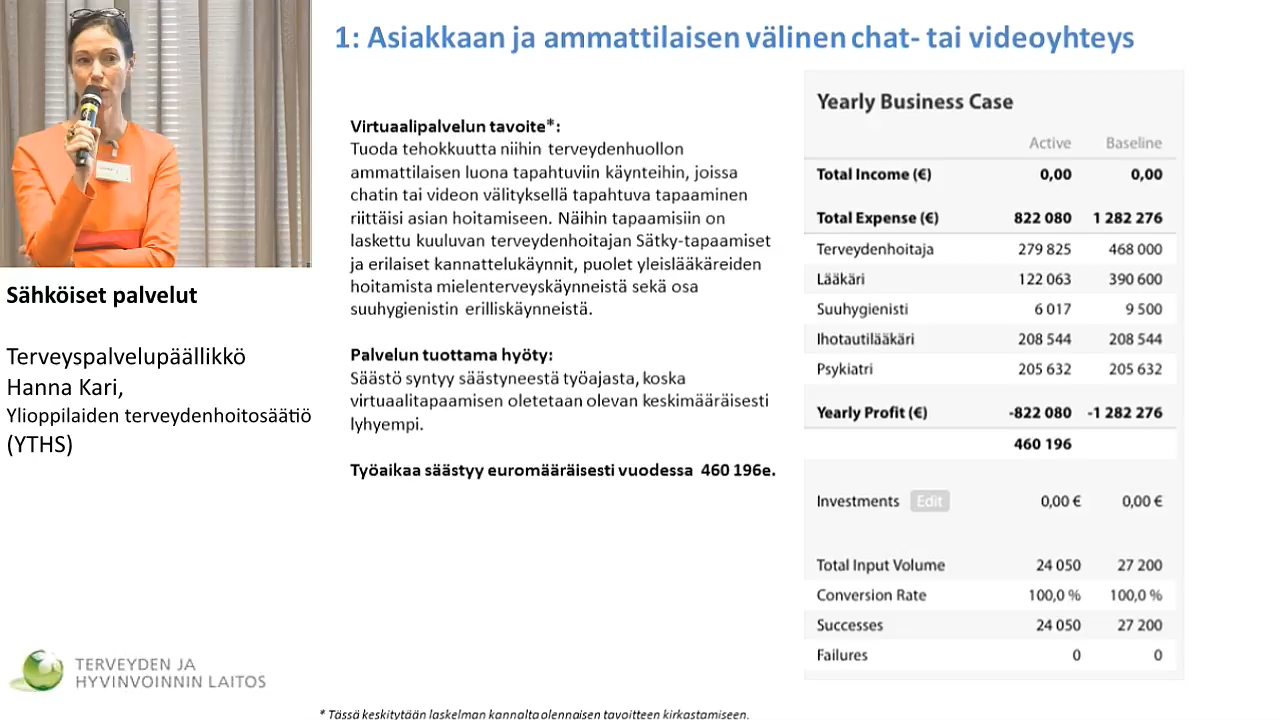 1: Asiakkaan ja ammattilaisen välinen chat- tai videoyhteys
Virtuaalipalvelun tavoite*:
Tuoda tehokkuutta niihin terveydenhuollon
ammattilaisen luona tapahtuviin käynteihin, joissa
chatin tai videon välityksellä tapahtuva tapaaminen
riittäisi asian hoitamiseen. Näihin tapaamisiin on
laskettu kuuluvan terveydenhoitajan Sätky-tapaamiset
ja erilaiset kannattelukäynnit, puolet yleislääkäreiden
hoitamista mielenterveyskäynneistä sekä osa
suuhygienistin erilliskäynneistä.
Palvelun tuottama hyöty:
Säästö syntyy säästyneestä työajasta, koska
virtuaalitapaamisen oletetaan olevan keskimääräisesti
lyhyempi.
Työaikaa säästyy euromääräisesti vuodessa 460 196e.
Yearly Business Case
Active Baseline
Total Income (€) 0,00 0,00
Total Expense (€) 822 080 1 282 276
Terveydenhoitaja 279 825 468 000
Lääkäri 122 063 390 600
Suuhygienisti 6 017 9 500
Ihotautilääkäri 208 544 208 544
Psykiatri 205 632 205 632
Yearly Profit (€) -822 080 -1 282 276
460 196
Investments Edit 0,00 € 0,00 €
Total Input Volume 24 050 27 200
Conversion Rate 100,0 % 100,0 %
Successes 24 050 27 200
Failures 0 0
Sähköiset palvelut
Terveyspalvelupäällikkö
Hanna Kari,
Ylioppilaiden terveydenhoitosäätiö
(YTHS)
TERVEYDEN JA
HYVINVOINNIN LAITOS
* Tässä keskitytään laskelman kannalta olennaisen tavoitteen kirkastamiseen.